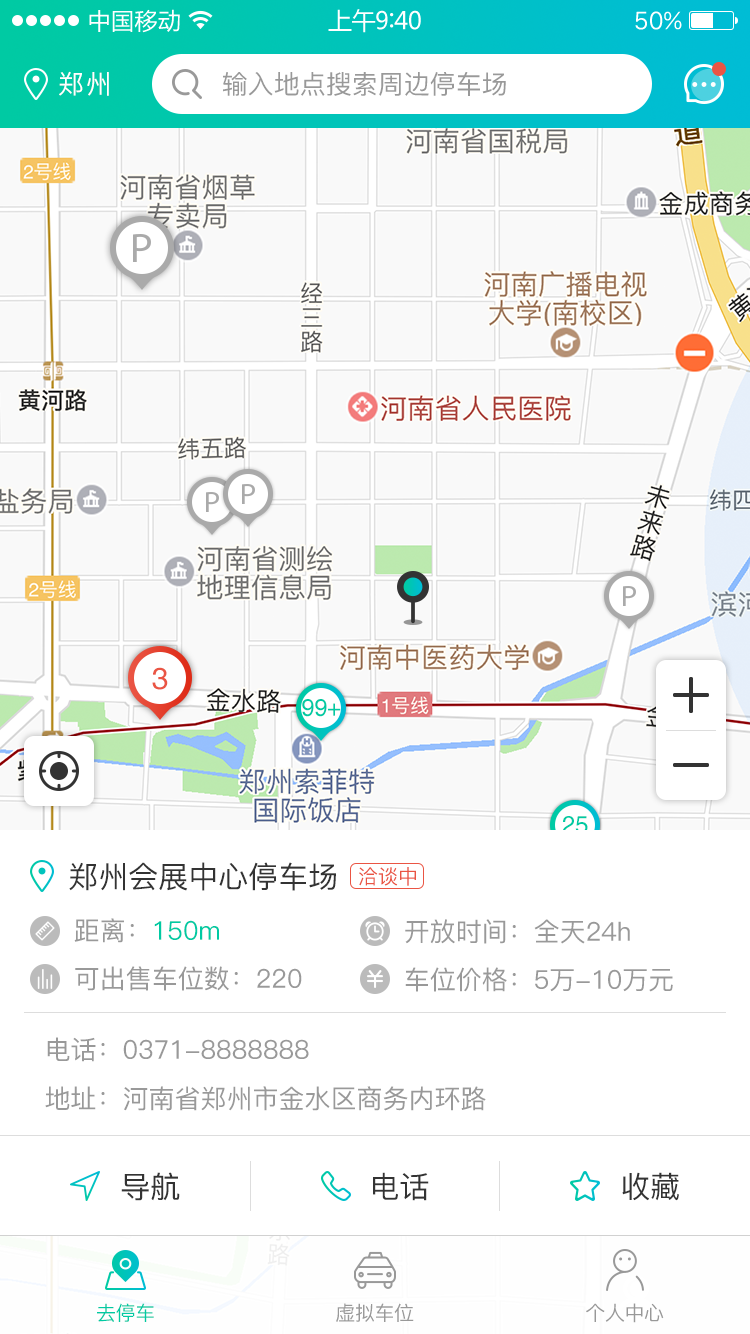 中国移动
上午9:40
50%
郑州
输入地点搜索周边停车场
河南省国税局
道
2号线
河南省烟草
专卖局
P
金成商务
经三路
河南广播电视
大学(南校区)
黄
黄河路
河南省人民医院
纬五路
P
P
盐务局
未来路
纬四
河南省测绘
地理信息局
2号线
P
滨河
河南中医药大学
3
金水路
99+
1号线
郑州索菲特
国际饭店
25
郑州会展中心停车场
洽谈中
距离：150m
开放时间：全天24h
可出售车位数：220
车位价格：5万-10万元
电话：0371-8888888
地址：河南省郑州市金水区商务内环路
导航
电话
收藏
去停车
虚拟车位
个人中心